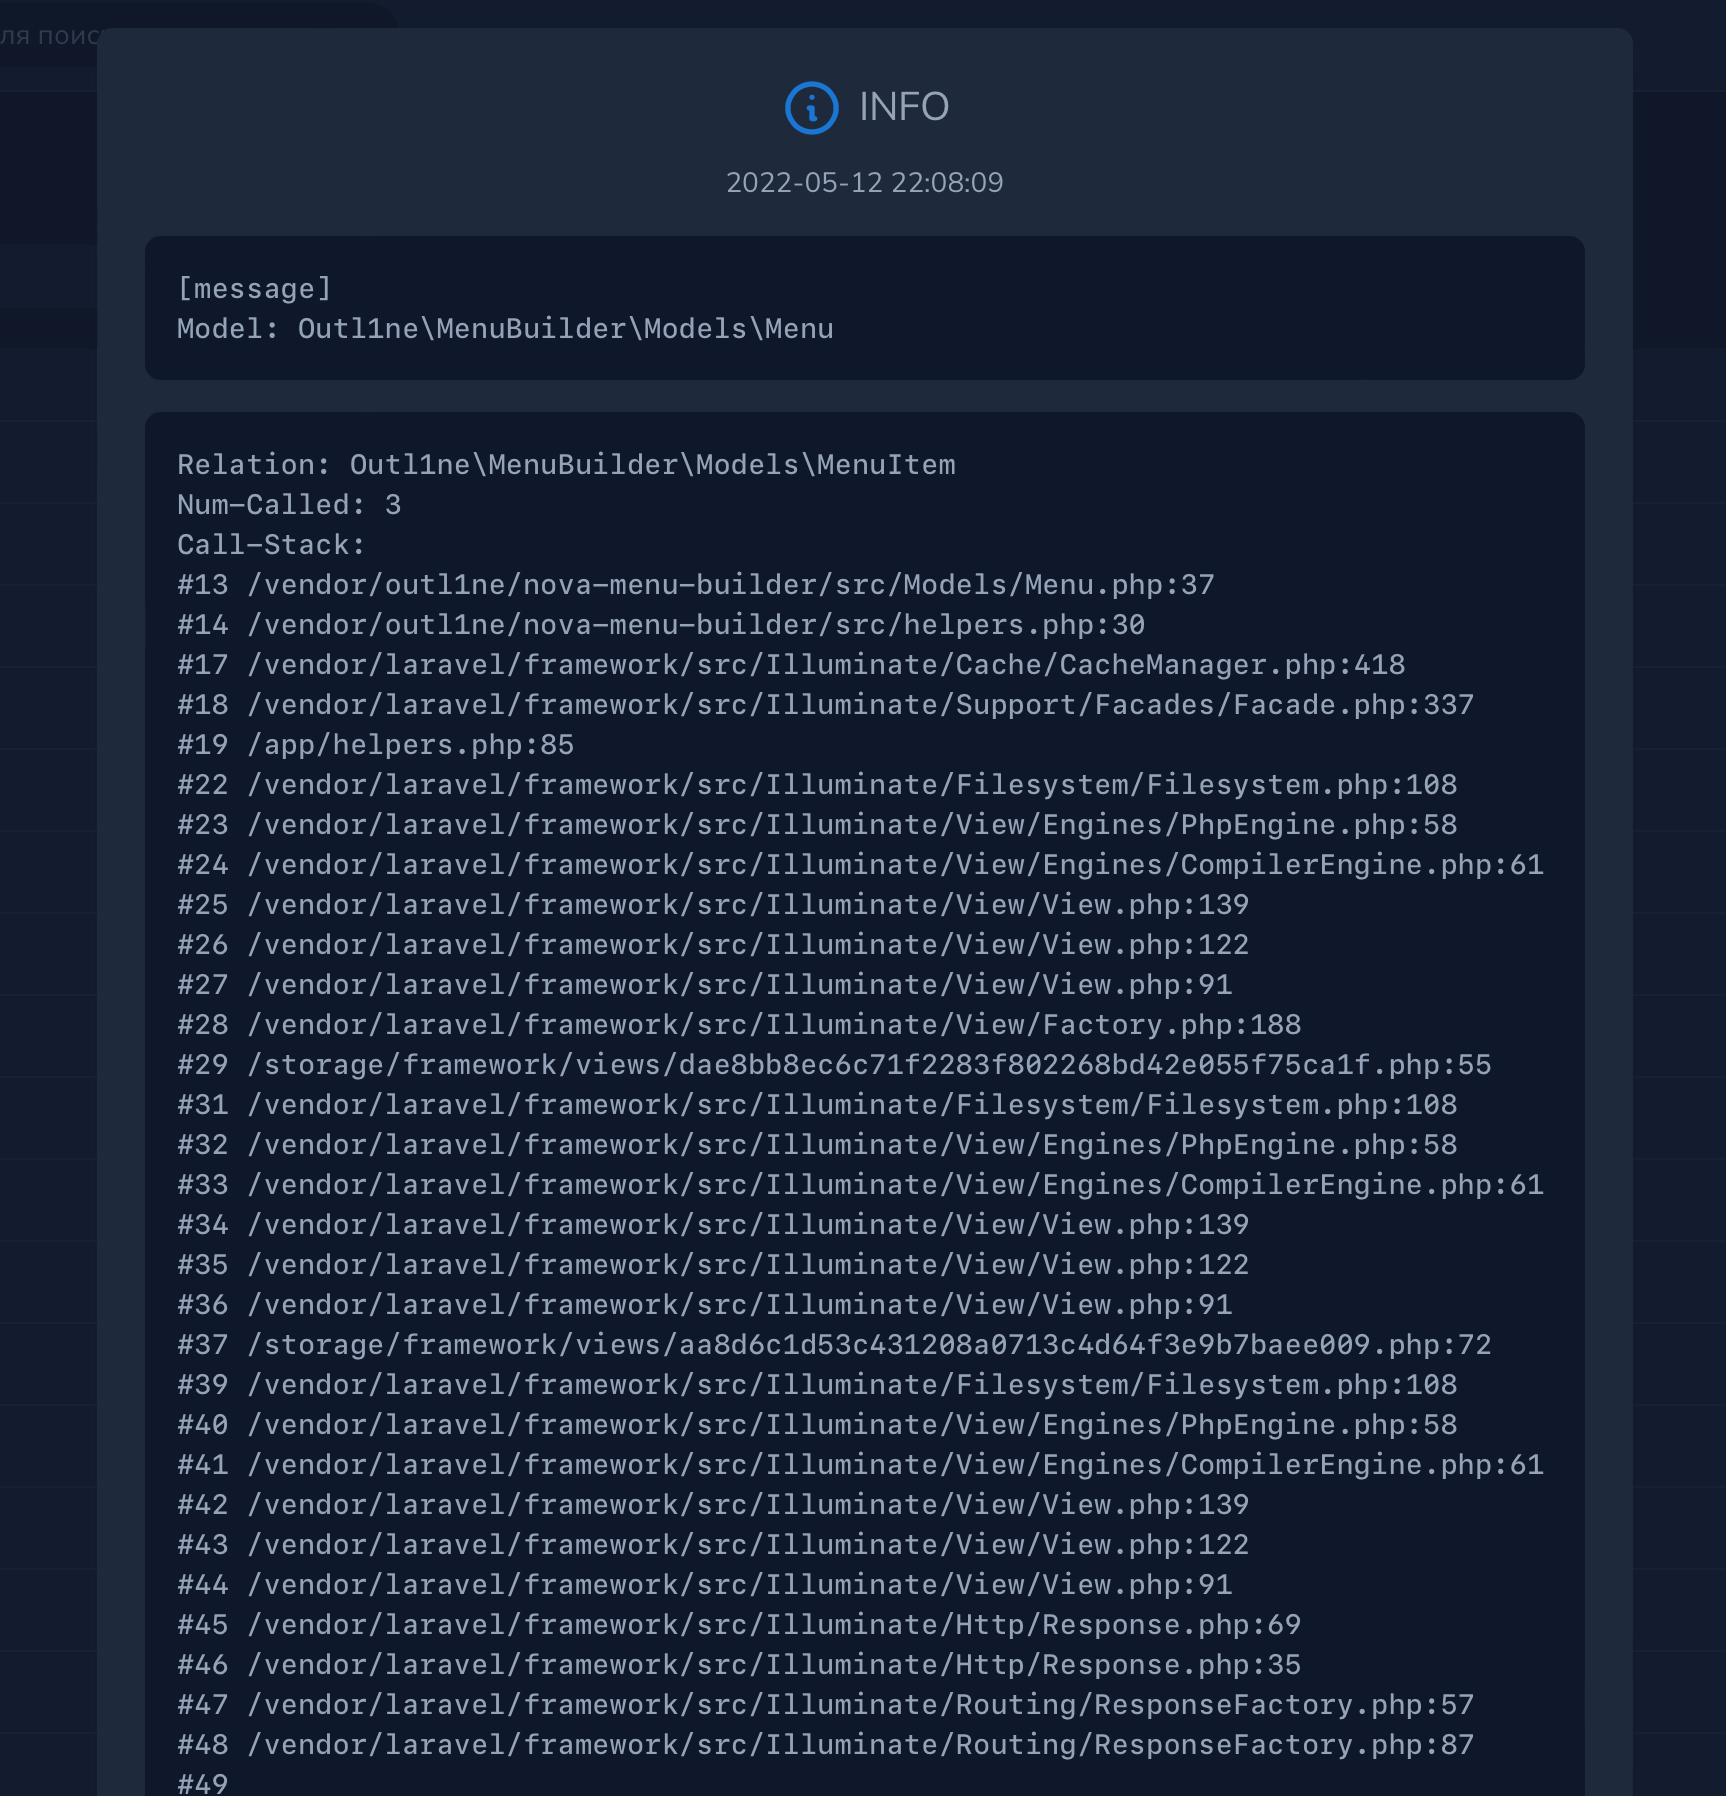 ля поис
INFO
2022-05-12 22:08:09
[message]
Model: Outl1ne\MenuBuilder\Models\Menu
Relation: Outl1ne\MenuBuilder\Models\MenuItem
Num-Called: 3
Call-Stack:
#13 /vendor/outl1ne/nova-menu-builder/src/Models/Menu.php:37
#14 /vendor/outl1ne/nova-menu-builder/src/helpers.php:30
#17 /vendor/laravel/framework/src/Illuminate/Cache/CacheManager.php:418
#18 /vendor/laravel/framework/src/Illuminate/Support/Facades/Facade.php:337
#19 /app/helpers.php:85
#22 /vendor/laravel/framework/src/Illuminate/Filesystem/Filesystem.php:108
#23 /vendor/laravel/framework/src/Illuminate/View/Engines/PhpEngine.php:58
#24 /vendor/laravel/framework/src/Illuminate/View/Engines/CompilerEngine.php:61
#25 /vendor/laravel/framework/src/Illuminate/View/View.php:139
#26 /vendor/laravel/framework/src/Illuminate/View/View.php:122
#27 /vendor/laravel/framework/src/Illuminate/View/View.php:91
#28 /vendor/laravel/framework/src/Illuminate/View/Factory.php:188
#29 /storage/framework/views/dae8bb8ec6c71f2283f802268bd42e055f75ca1f.php:55
#31 /vendor/laravel/framework/src/Illuminate/Filesystem/Filesystem.php:108
#32 /vendor/laravel/framework/src/Illuminate/View/Engines/PhpEngine.php:58
#33 /vendor/laravel/framework/src/Illuminate/View/Engines/CompilerEngine.php:61
#34 /vendor/laravel/framework/src/Illuminate/View/View.php:139
#35 /vendor/laravel/framework/src/Illuminate/View/View.php:122
#36 /vendor/laravel/framework/src/Illuminate/View/View.php:91
#37 /storage/framework/views/aa8d6c1d53c431208a0713c4d64f3e9b7baee009.php:72
#39 /vendor/laravel/framework/src/Illuminate/Filesystem/Filesystem.php:108
#40 /vendor/laravel/framework/src/Illuminate/View/Engines/PhpEngine.php:58
#41 /vendor/laravel/framework/src/Illuminate/View/Engines/CompilerEngine.php:61
#42 /vendor/laravel/framework/src/Illuminate/View/View.php:139
#43 /vendor/laravel/framework/src/Illuminate/View/View.php:122
#44 /vendor/laravel/framework/src/Illuminate/View/View.php:91
#45 /vendor/laravel/framework/src/Illuminate/Http/Response.php:69
#46 /vendor/laravel/framework/src/Illuminate/Http/Response.php:35
#47 /vendor/laravel/framework/src/Illuminate/Routing/ResponseFactory.php:57
#48 /vendor/laravel/framework/src/Illuminate/Routing/ResponseFactory.php:87
#49